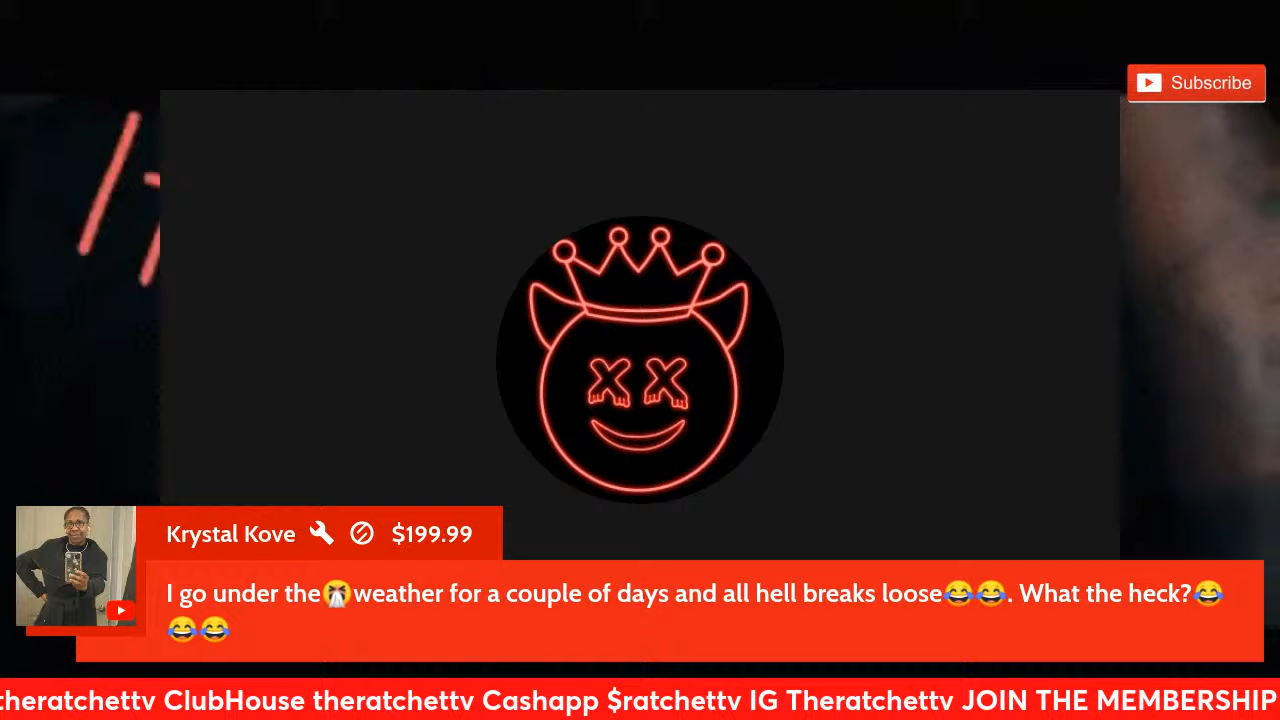 Subscribe
Krystal Kove $199.99
I go under the🤧weather for a couple of days and all hell breaks loose😂😂. What the heck?😂
😂😂
theratchettv ClubHouse theratchettv Cashapp $ratchettv IG Theratchettv JOIN THE MEMBERSHIP